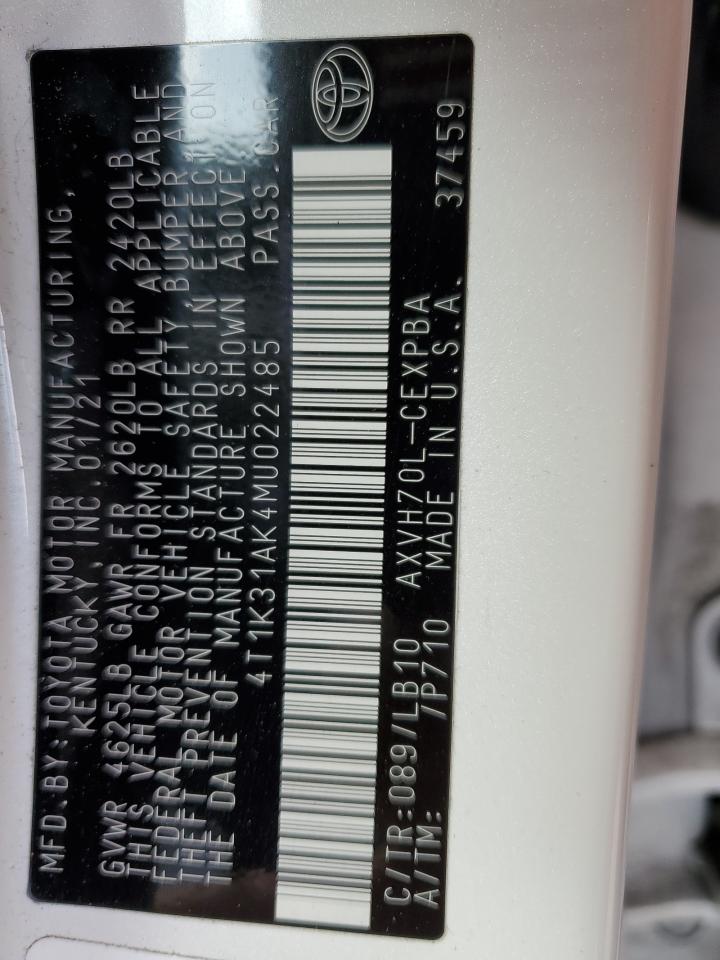 MFD.BY:TOYOTA MOTOR MANUFACTURING,
KENTUCKY,INC.01/21
GVWR 4625LB GAWR FR 2620LB RR 2420LB
THIS VEHICLE CONFORMS TO ALL APPLICABLE
FEDERAL MOTOR VEHICLE SAFETY,BUMPER,AND
THEFT PREVENTION STANDARDS IN EFFECT ON
THE DATE OF MANUFACTURE SHOWN ABOVE
4T1K31AK4MU022485 PASS.CAR
C/TR:089/LB10 AXVH70L-CEXPBA
A/TM: /P710 MADE IN U.S.A. 37459